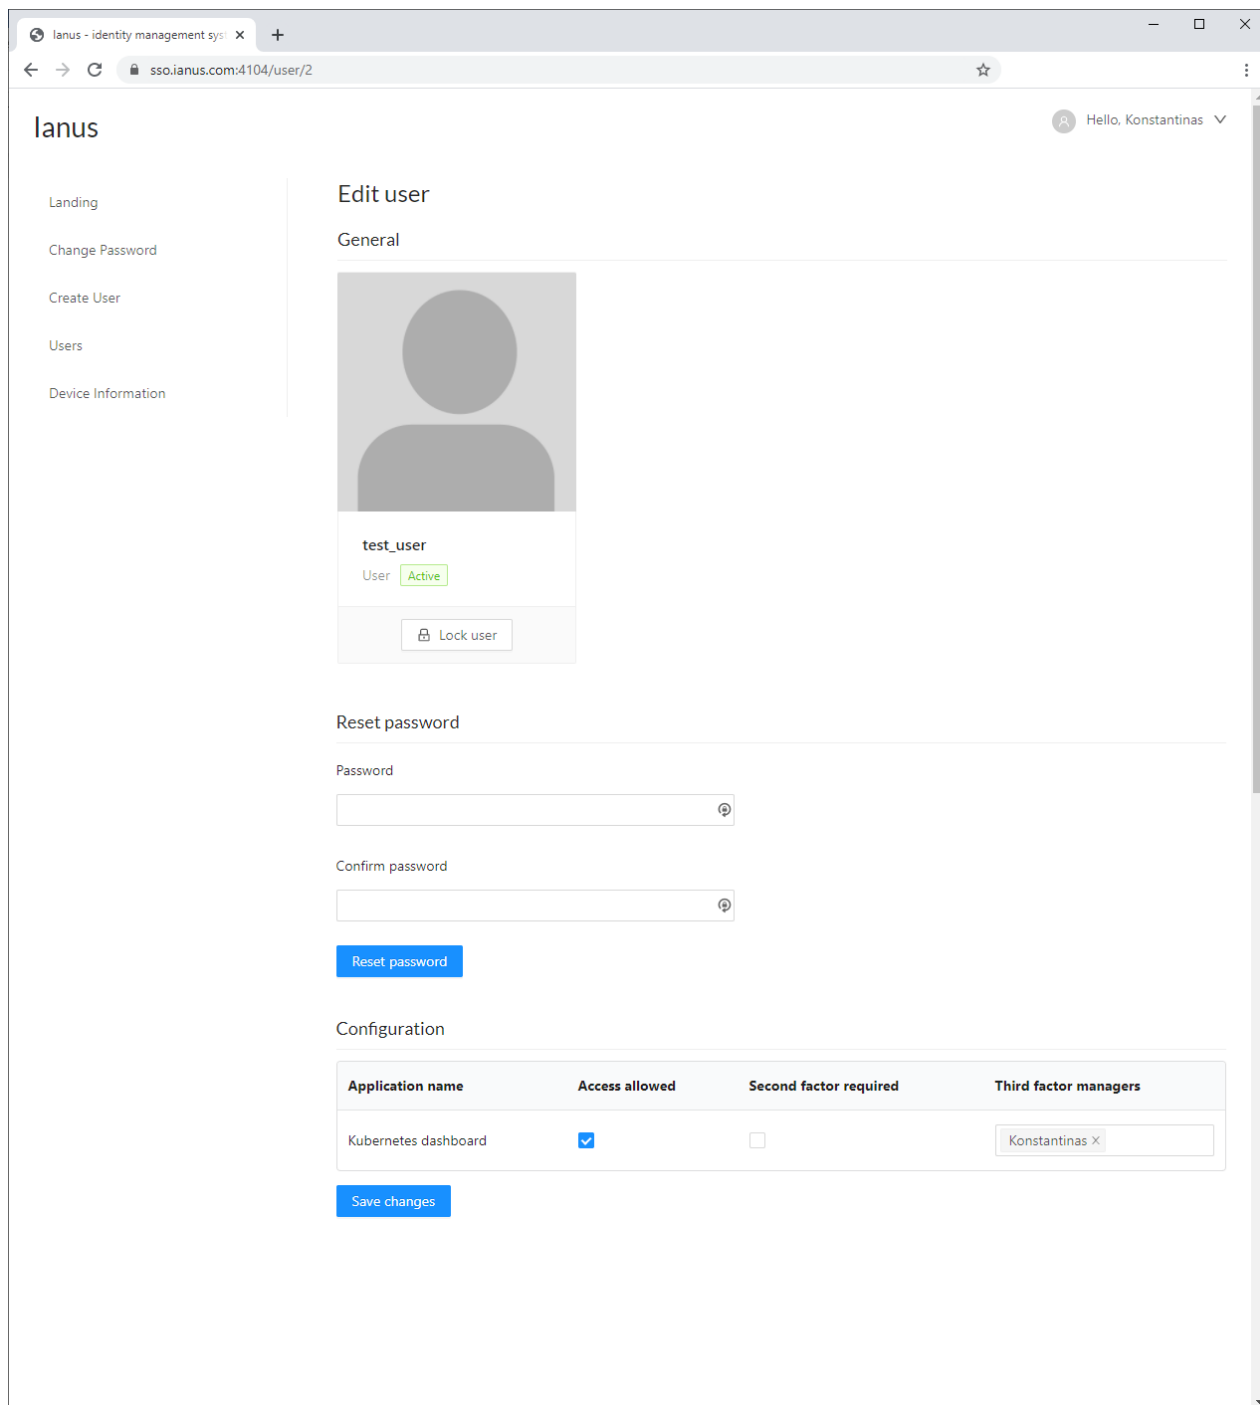 Ianus - identity management sys
sso.ianus.com:4104/user/2
Ianus
Hello, Konstantinas
Landing
Change Password
Create User
Users
Device Information
Edit user
General
test_user
User Active
Lock user
Reset password
Password
Confirm password
Reset password
Configuration
Application name Access allowed Second factor required Third factor managers
Kubernetes dashboard Konstantinas
Save changes